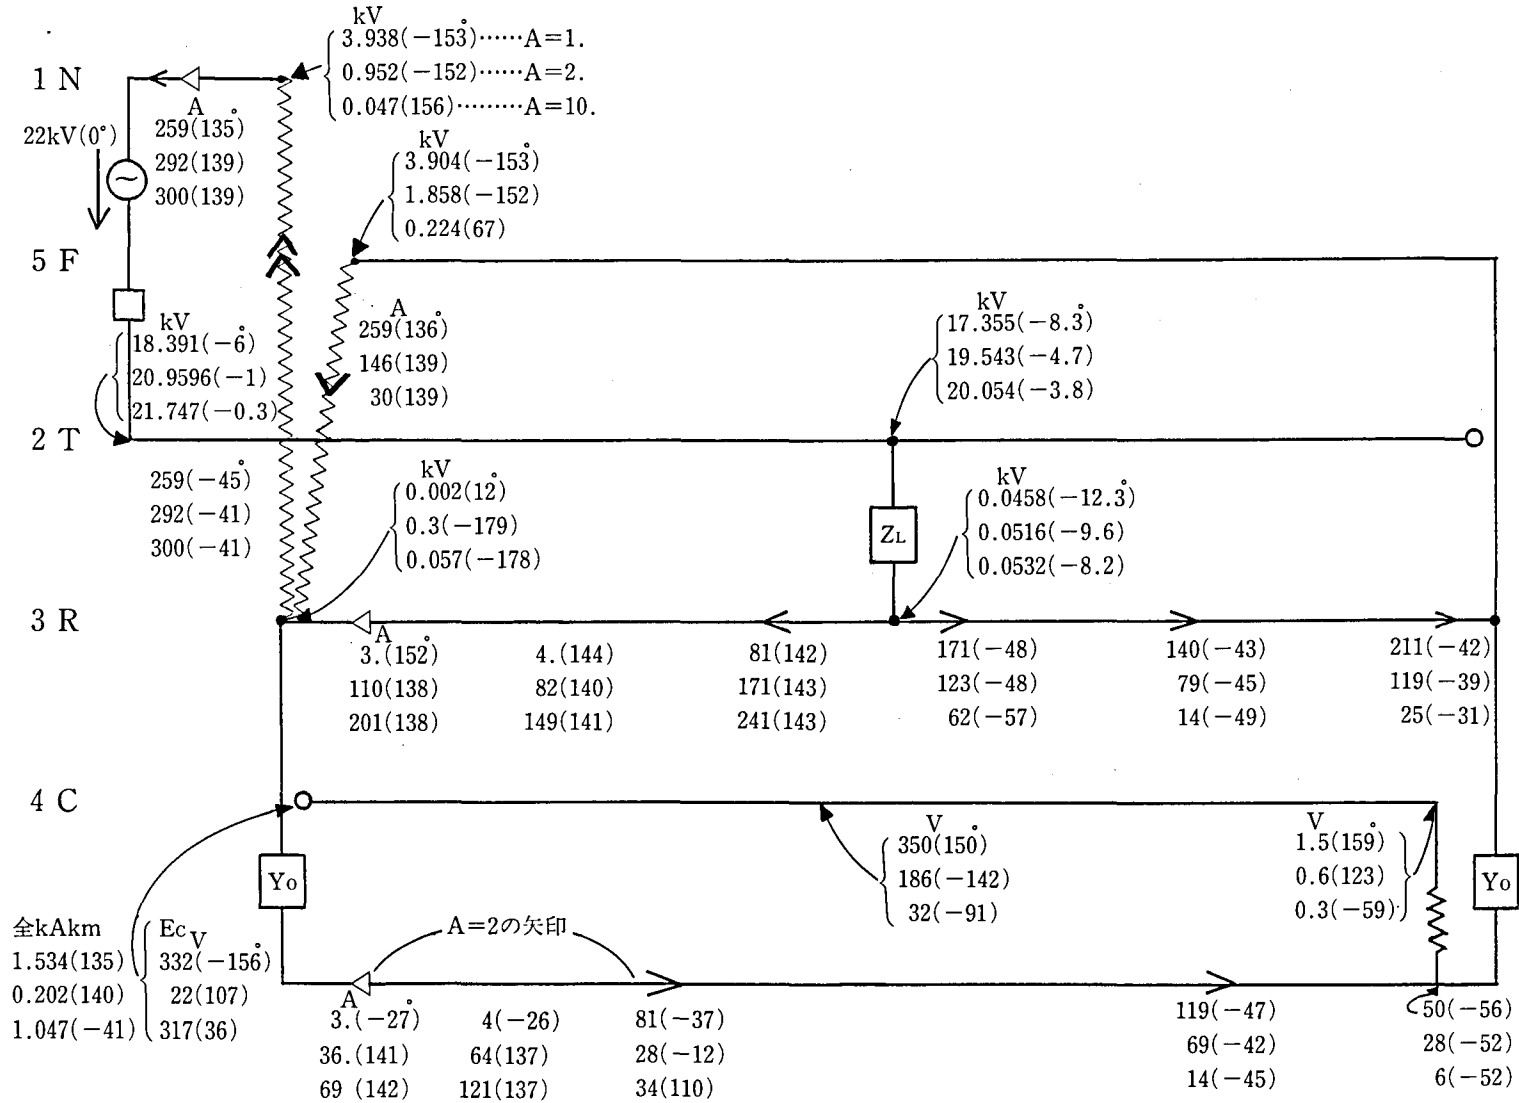 kV
3.938(−153°)……A=1.
0.952(−152)……A=2.
0.047(156)………A=10.
1 N
A
259(135°)
292(139)
300(139)
22kV(0°)
kV
3.904(−153°)
1.858(−152)
0.224(67)
5 F
A
259(136°)
146(139)
30(139)
kV
18.391(−6°)
20.9596(−1)
21.747(−0.3)
kV
17.355(−8.3°)
19.543(−4.7)
20.054(−3.8)
2 T
259(−45°)
292(−41)
300(−41)
kV
0.002(12°)
0.3(−179)
0.057(−178)
ZL
kV
0.0458(−12.3°)
0.0516(−9.6)
0.0532(−8.2)
3 R
A
3.(152°) 4.(144) 81(142) 171(−48) 140(−43) 211(−42)
110(138) 82(140) 171(143) 123(−48) 79(−45) 119(−39)
201(138) 149(141) 241(143) 62(−57) 14(−49) 25(−31)
4 C
V
350(150°)
186(−142)
32(−91)
V
1.5(159°)
0.6(123)
0.3(−59)
Yo
Yo
全kAkm
1.534(135)
0.202(140)
1.047(−41)
Ec V
332(−156°)
22(107)
317(36)
A=2の矢印
A
3.(−27°) 4(−26) 81(−37) 119(−47) 50(−56)
36.(141) 64(137) 28(−12) 69(−42) 28(−52)
69 (142) 121(137) 34(110) 14(−45) 6(−52)